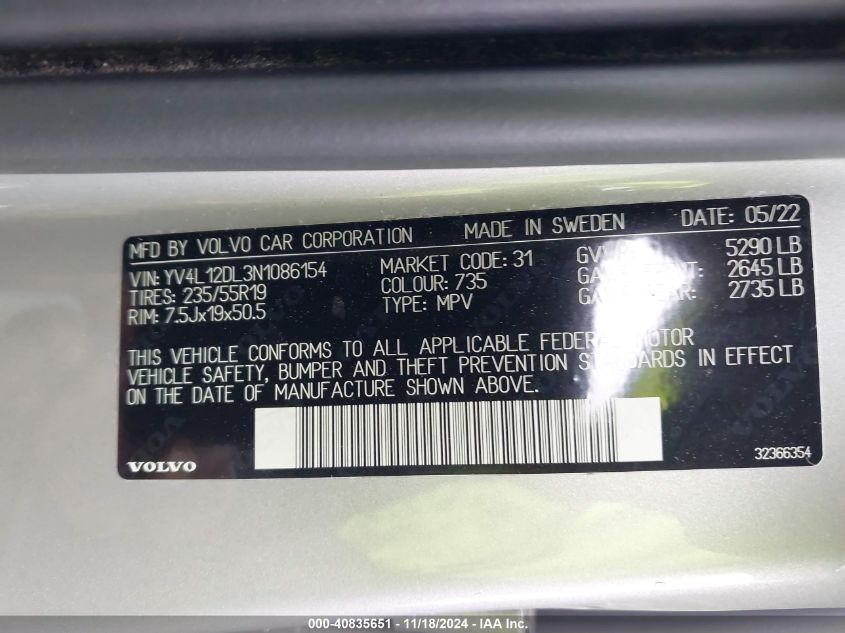 MFD BY VOLVO CAR CORPORATION MADE IN SWEDEN DATE: 05/22
VIN: YV4L12DL3N1086154 MARKET CODE: 31 5290 LB
TIRES: 235/55R19 COLOUR: 735 2645 LB
RIM: 7.5Jx19x50.5 TYPE: MPV 2735 LB
THIS VEHICLE CONFORMS TO ALL APPLICABLE FEDERAL MOTOR
VEHICLE SAFETY, BUMPER AND THEFT PREVENTION STANDARDS IN EFFECT
ON THE DATE OF MANUFACTURE SHOWN ABOVE.
VOLVO 32366354
000-40835651 - 11/18/2024 - IAA Inc.